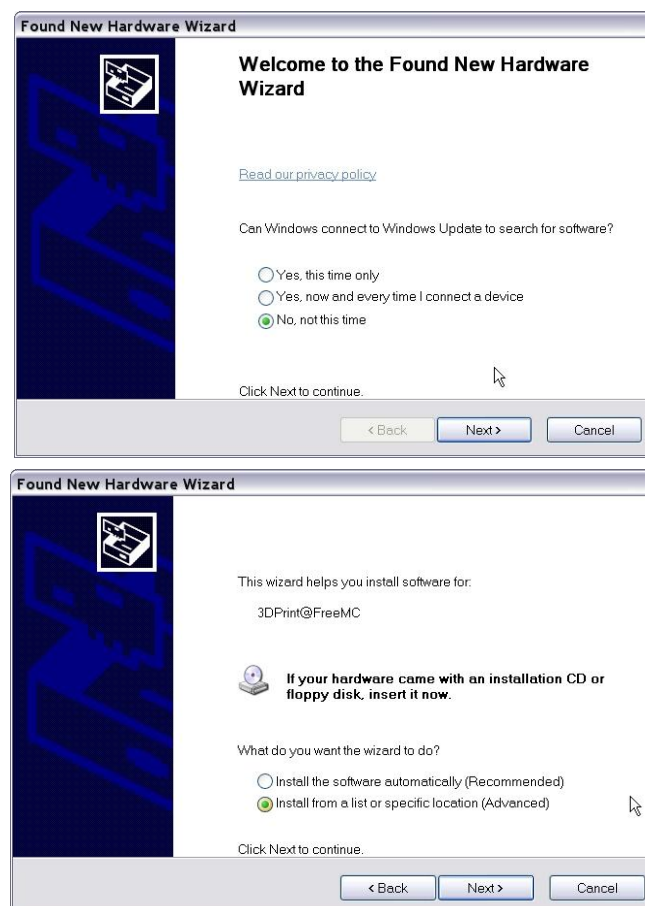 Found New Hardware Wizard
Welcome to the Found New Hardware
Wizard
Read our privacy policy
Can Windows connect to Windows Update to search for software?
Yes, this time only
Yes, now and every time I connect a device
No, not this time
Click Next to continue.
< Back Next > Cancel
Found New Hardware Wizard
This wizard helps you install software for:
3DPrint@FreeMC
If your hardware came with an installation CD or
floppy disk, insert it now.
What do you want the wizard to do?
Install the software automatically (Recommended)
Install from a list or specific location (Advanced)
Click Next to continue.
< Back Next > Cancel